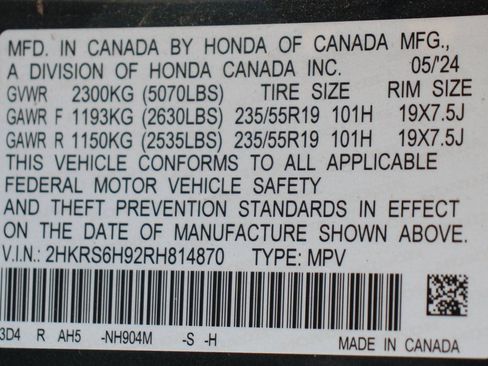 MFD. IN CANADA BY HONDA OF CANADA MFG.,
A DIVISION OF HONDA CANADA INC. 05/'24
GVWR 2300KG (5070LBS) TIRE SIZE RIM SIZE
GAWR F 1193KG (2630LBS) 235/55R19 101H 19X7.5J
GAWR R 1150KG (2535LBS) 235/55R19 101H 19X7.5J
THIS VEHICLE CONFORMS TO ALL APPLICABLE
FEDERAL MOTOR VEHICLE SAFETY
AND THEFT PREVENTION STANDARDS IN EFFECT
ON THE DATE OF MANUFACTURE SHOWN ABOVE.
V.I.N.: 2HKRS6H92RH814870 TYPE: MPV
3D4 R AH5 -NH904M -S -H MADE IN CANADA